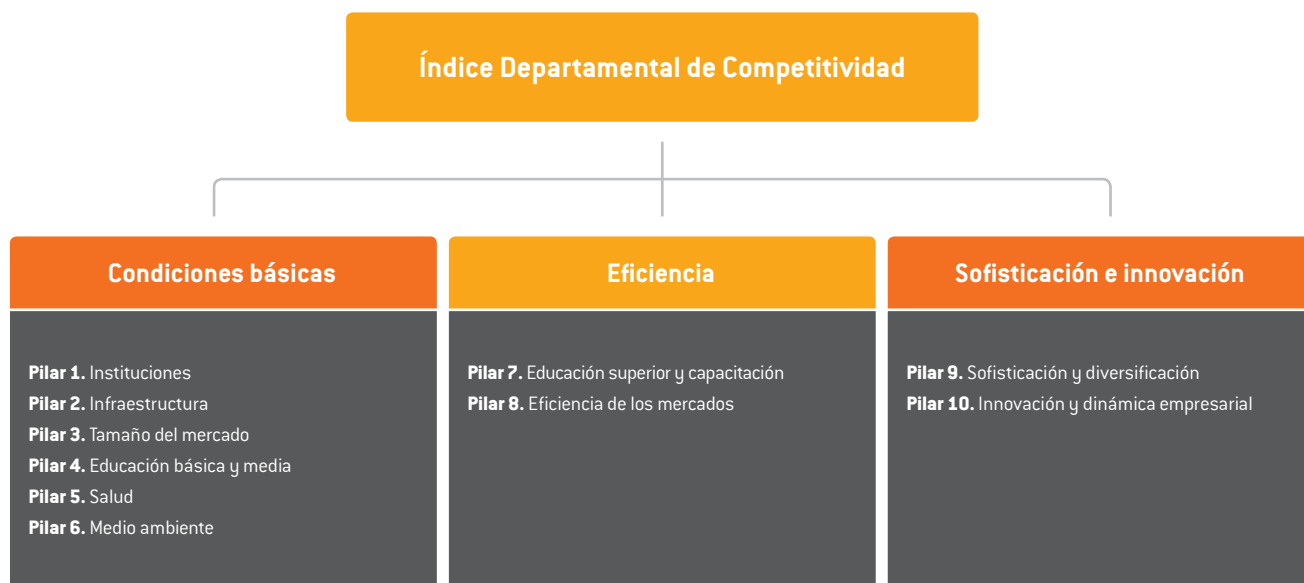 Índice Departamental de Competitividad
Condiciones básicas
Pilar 1. Instituciones
Pilar 2. Infraestructura
Pilar 3. Tamaño del mercado
Pilar 4. Educación básica y media
Pilar 5. Salud
Pilar 6. Medio ambiente
Eficiencia
Pilar 7. Educación superior y capacitación
Pilar 8. Eficiencia de los mercados
Sofisticación e innovación
Pilar 9. Sofisticación y diversificación
Pilar 10. Innovación y dinámica empresarial